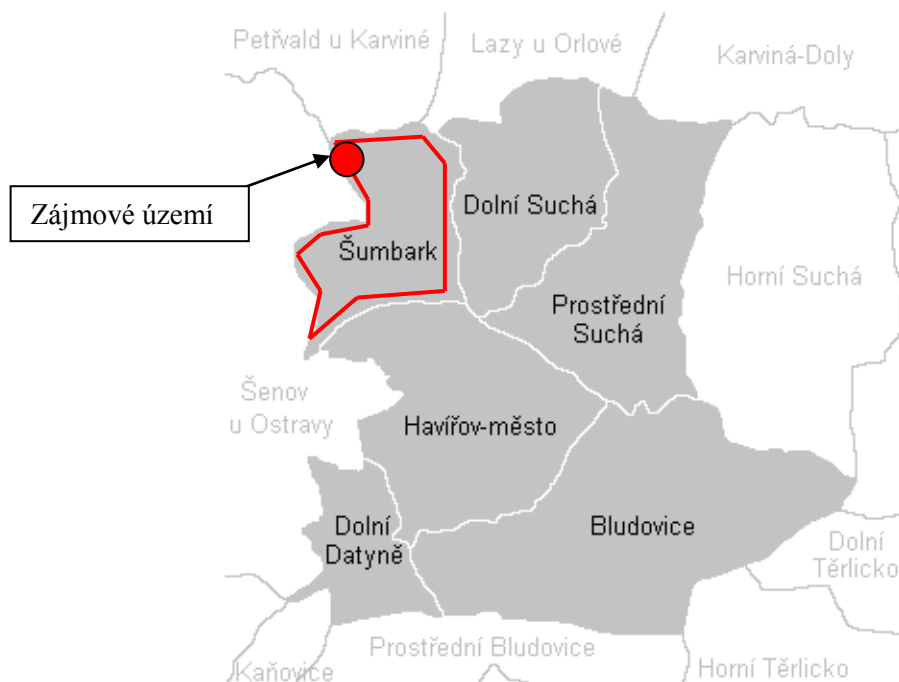 Petřvald u Karviné
Lazy u Orlové
Karviná-Doly
Zájmové území
Dolní Suchá
Šumbark
Horní Suchá
Prostřední
Suchá
Šenov
u Ostravy
Havířov-město
Dolní
Datyně
Bludovice
Dolní
Těrlicko
Prostřední Bludovice
Kaňovice
Horní Těrlicko